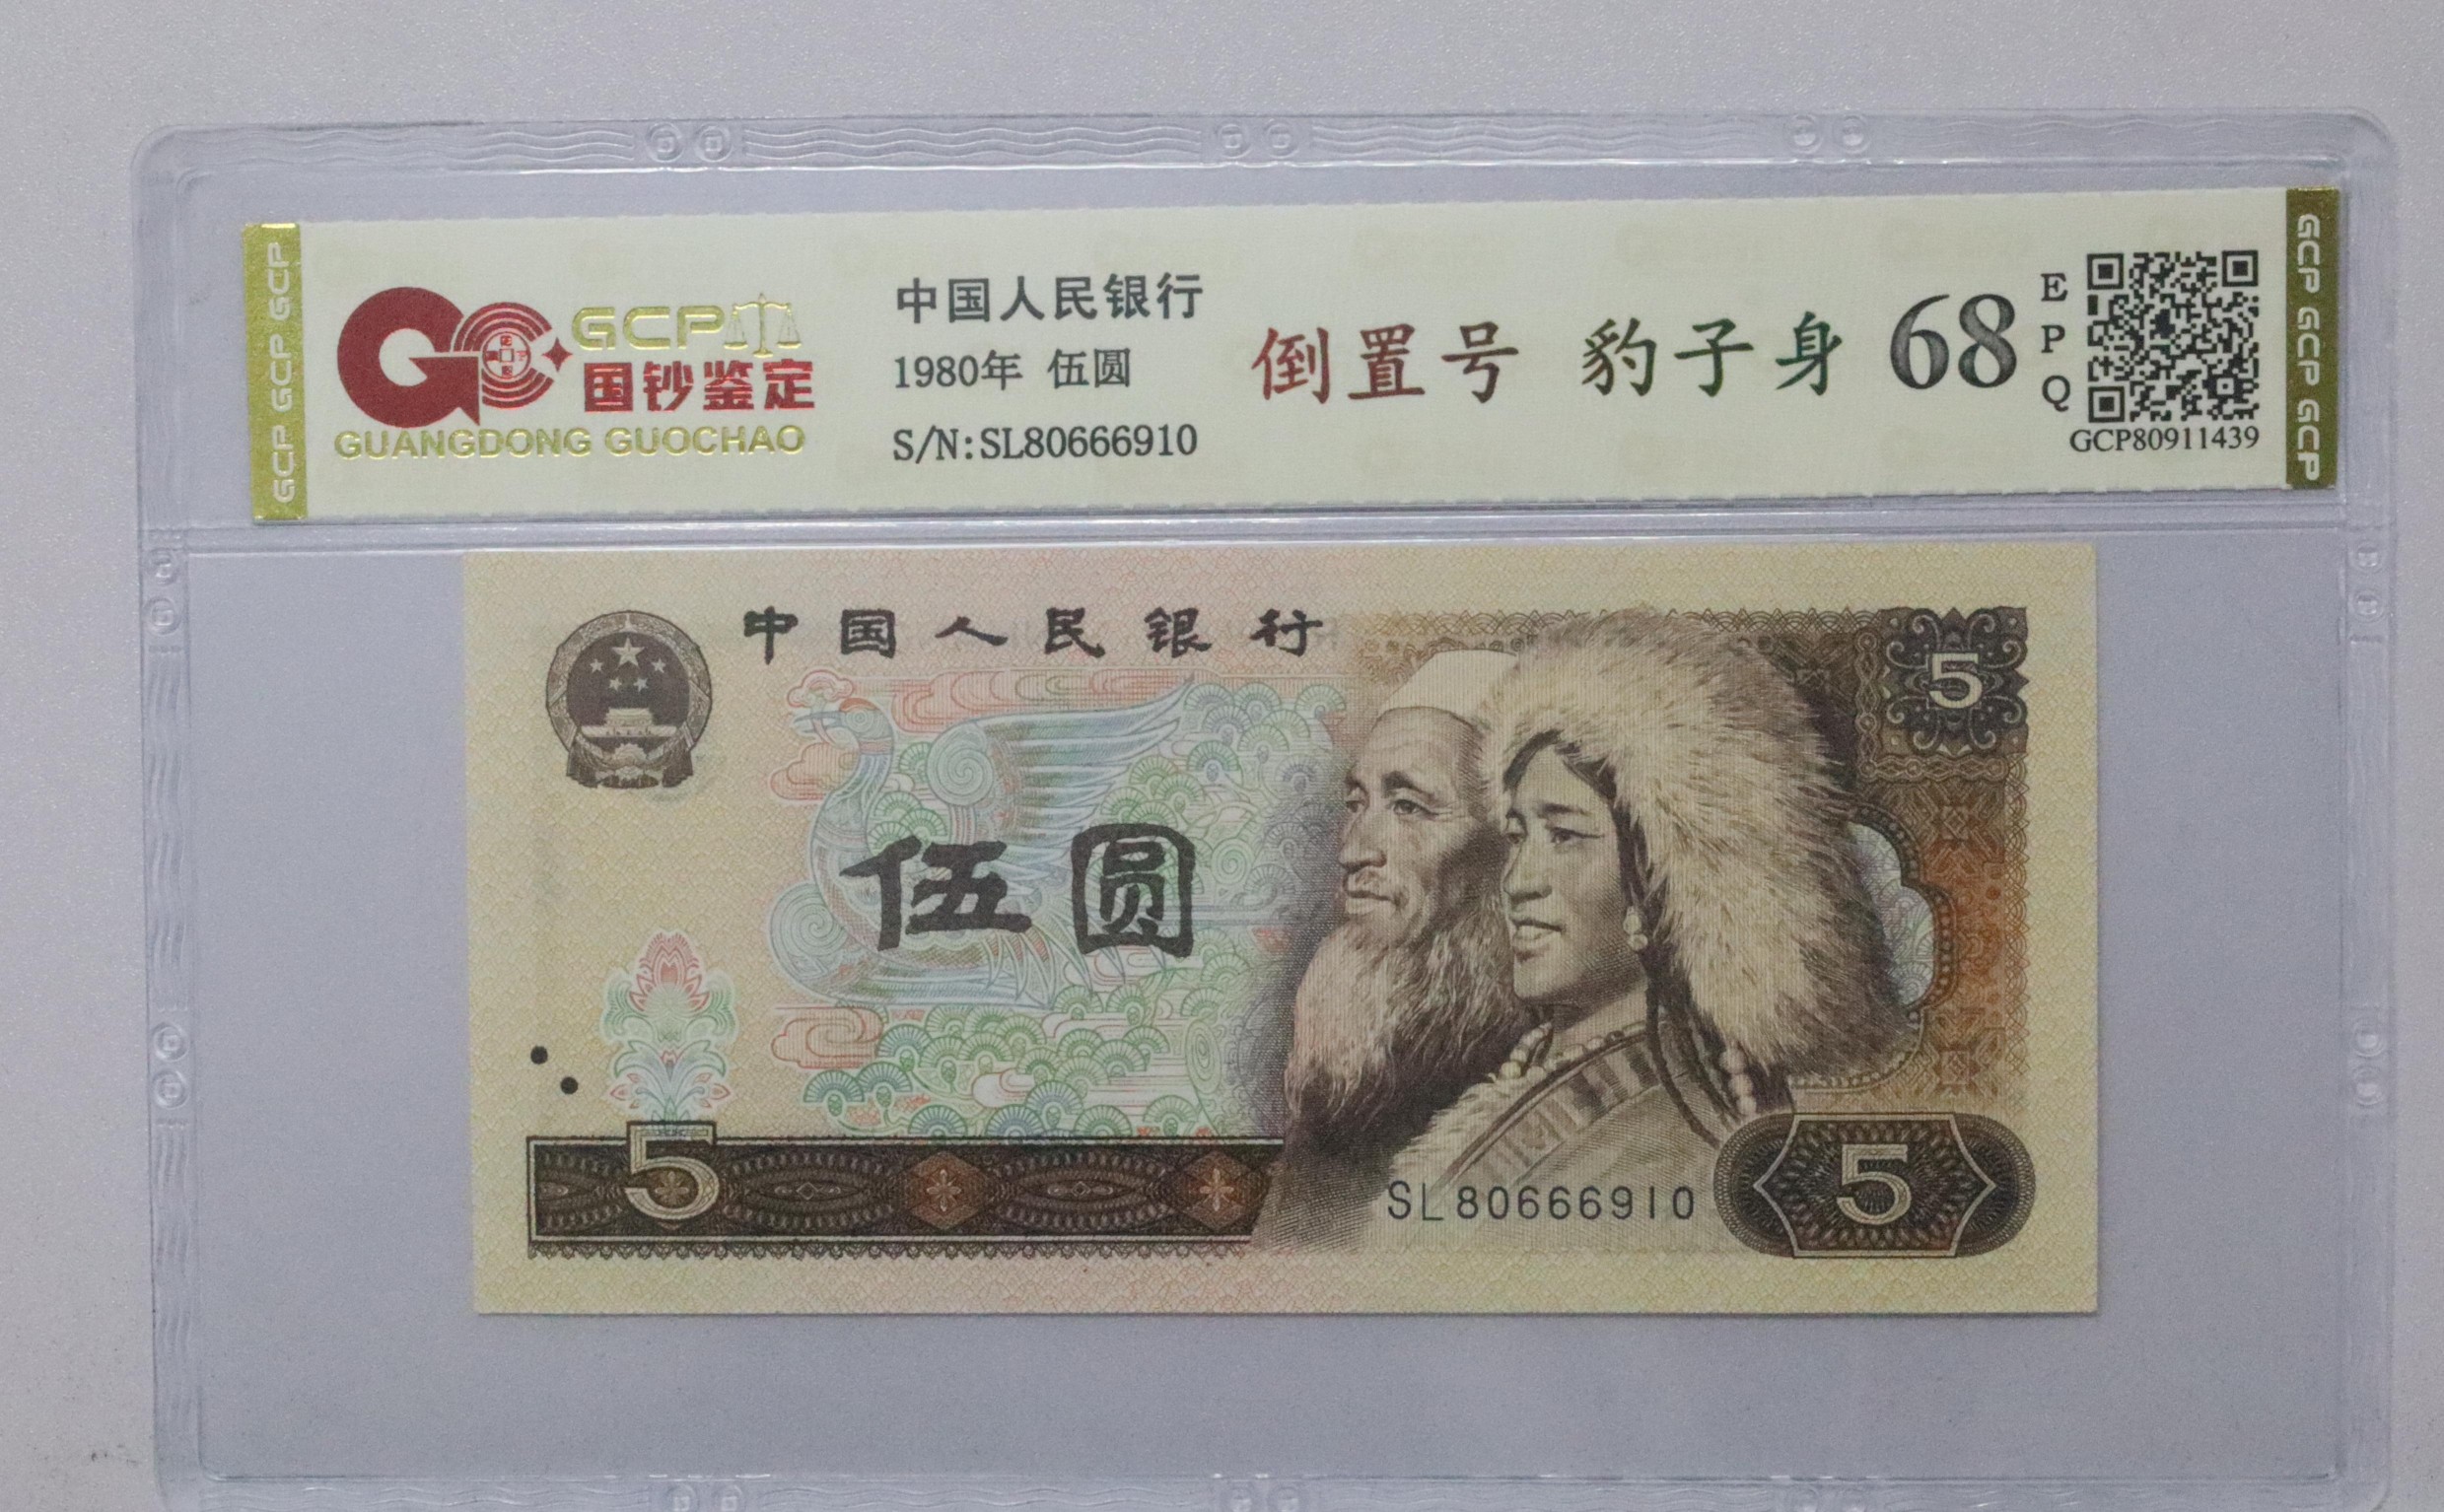 GCP
国钞鉴定
GUANGDONG GUOCHAO
中国人民银行
1980年 伍圆
S/N:SL80666910
倒置号 豹子身 68
EPQ
GCP80911439
GCP GCP GCP
GCP GCP GCP
中国人民银行
5
伍圆
5
SL80666910
5